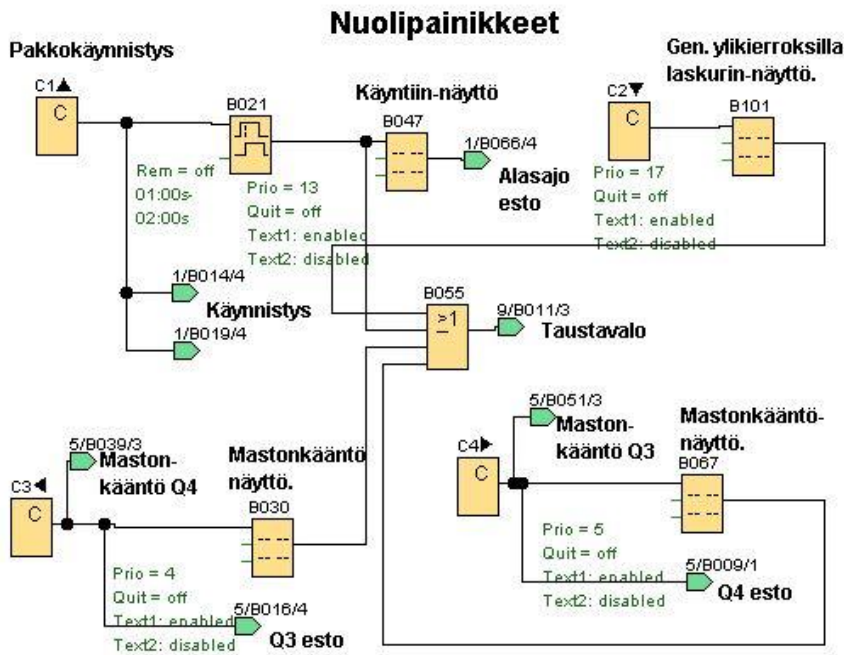 Nuolipainikkeet
Pakkokäynnistys
C1▲
C
B021
Rem = off
01:00s-
02:00s
Prio = 13
Quit = off
Text1: enabled
Text2: disabled
Käyntiin-näyttö
B047
1/B066/4
Alasajo
esto
Gen. ylikierroksilla
laskurin-näyttö.
C2▼
C
B101
Prio = 17
Quit = off
Text1: enabled
Text2: disabled
1/B014/4
Käynnistys
1/B019/4
B055
>1
9/B011/3
Taustavalo
5/B039/3
Maston-
kääntö Q4
C3◀
C
Mastonkääntö
näyttö.
B030
Prio = 4
Quit = off
Text1: enabled
Text2: disabled
5/B016/4
Q3 esto
5/B051/3
Maston-
kääntö Q3
C4▶
C
Mastonkääntö-
näyttö.
B067
Prio = 5
Quit = off
Text1: enabled
Text2: disabled
5/B009/1
Q4 esto